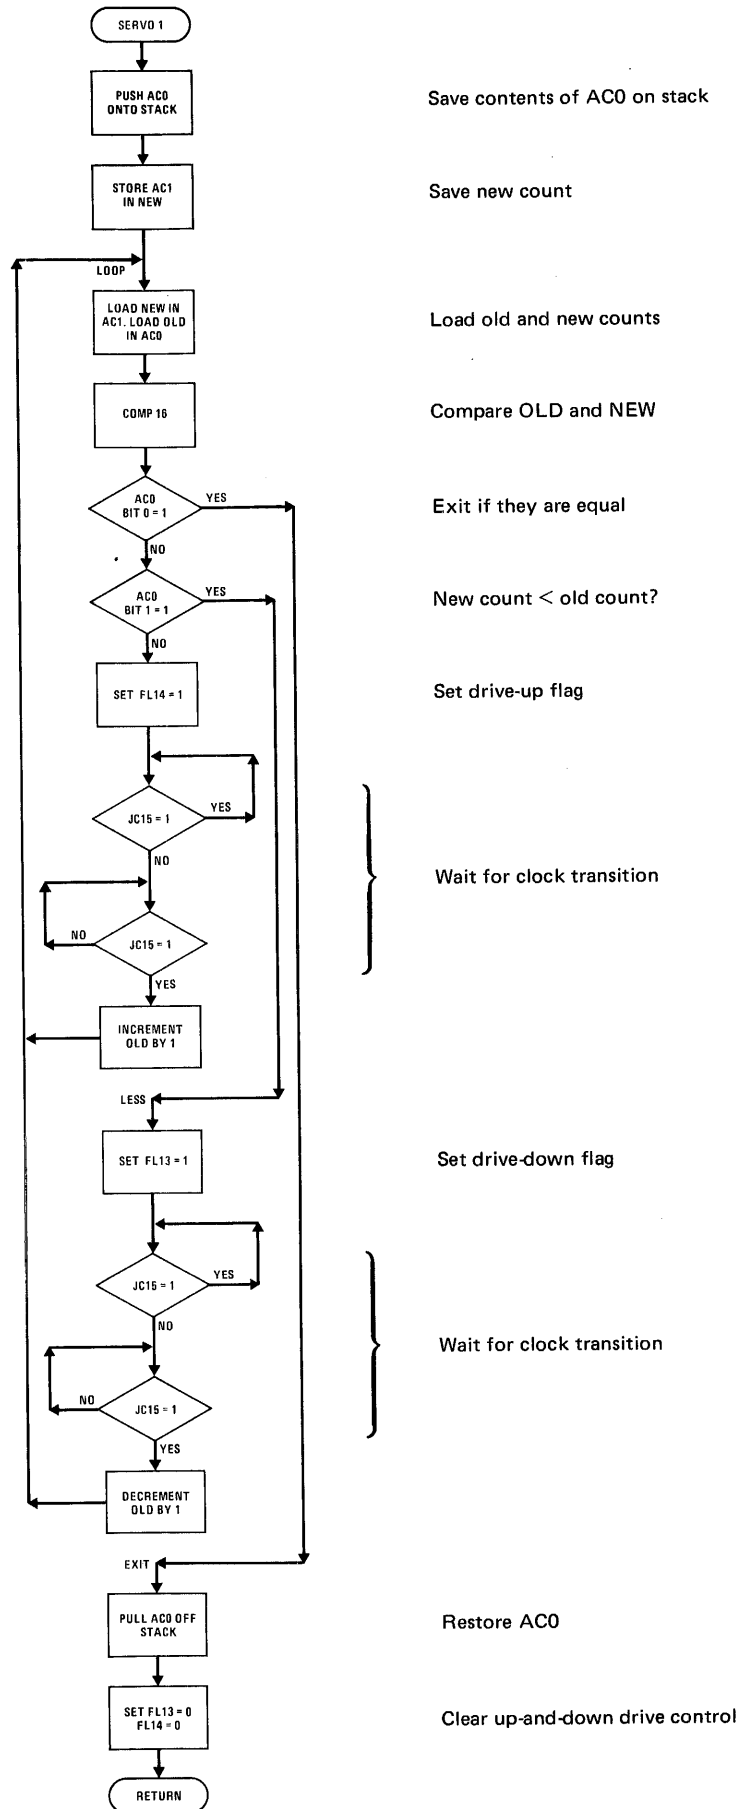 SERVO 1
PUSH AC0
ONTO STACK
Save contents of AC0 on stack
STORE AC1
IN NEW
Save new count
LOOP
LOAD NEW IN
AC1. LOAD OLD
IN AC0
Load old and new counts
COMP 16
Compare OLD and NEW
AC0
BIT 0 = 1
YES
Exit if they are equal
NO
AC0
BIT 1 = 1
YES
New count < old count?
NO
SET FL14 = 1
Set drive-up flag
JC15 = 1
YES
NO
Wait for clock transition
JC15 = 1
NO
YES
INCREMENT
OLD BY 1
LESS
SET FL13 = 1
Set drive-down flag
JC15 = 1
YES
NO
Wait for clock transition
JC15 = 1
NO
YES
DECREMENT
OLD BY 1
EXIT
PULL AC0 OFF
STACK
Restore AC0
SET FL13 = 0
FL14 = 0
Clear up-and-down drive control
RETURN